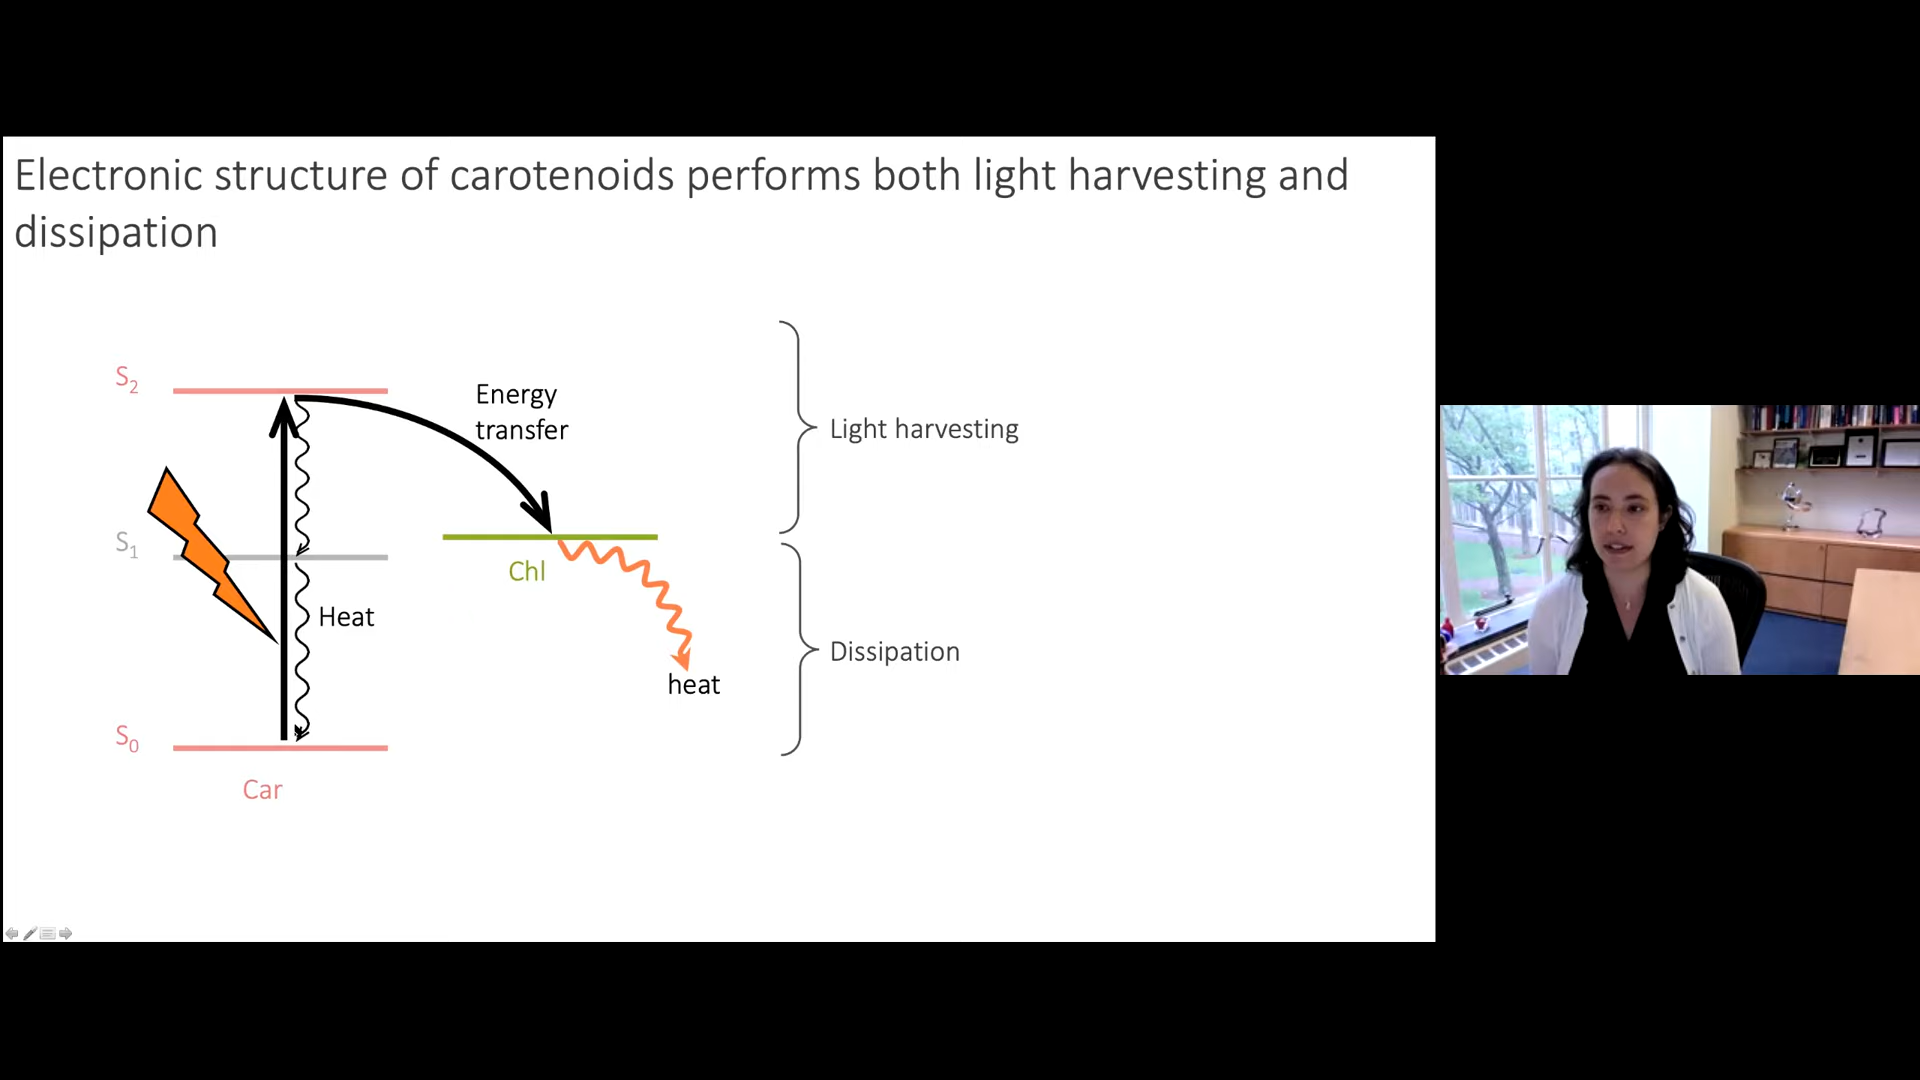 Electronic structure of carotenoids performs both light harvesting and
dissipation
S2
Energy
transfer
Light harvesting
S1
Chl
Heat
Dissipation
heat
S0
Car